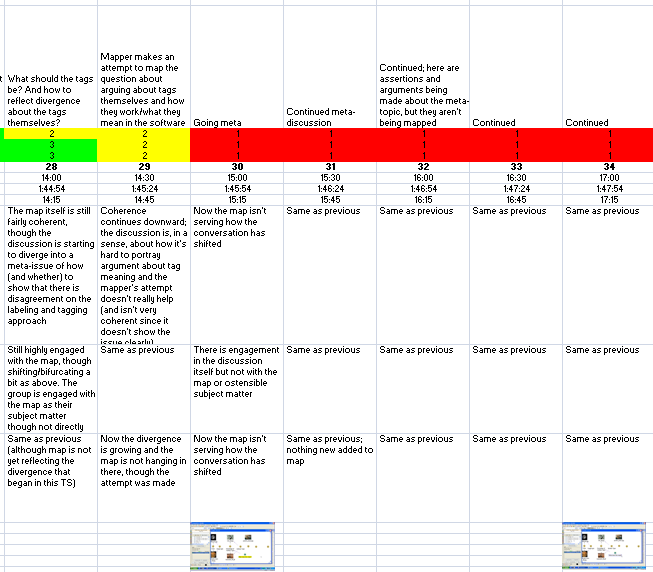 t
What should the tags
be? And how to
reflect divergence
about the tags
themselves?
Mapper makes an
attempt to map the
question about
arguing about tags
themselves and how
they work/what they
mean in the software
Going meta
Continued meta-
discussion
Continued; here are
assertions and
arguments being
made about the meta-
topic, but they aren't
being mapped
Continued
Continued
2 2 1 1 1 1 1
3 2 1 1 1 1 1
3 2 1 1 1 1 1
28 29 30 31 32 33 34
14:00 14:30 15:00 15:30 16:00 16:30 17:00
1:44:54 1:45:24 1:45:54 1:46:24 1:46:54 1:47:24 1:47:54
14:15 14:45 15:15 15:45 16:15 16:45 17:15
The map itself is still
fairly coherent,
though the
discussion is starting
to diverge into a
meta-issue of how
(and whether) to
show that there is
disagreement on the
labeling and tagging
approach
Coherence
continues downward;
the discussion is, in a
sense, about how it's
hard to portray
argument about tag
meaning and the
mapper's attempt
doesn't really help
(and isn't very
coherent since it
doesn't show the
issue clearly)
Now the map isn't
serving how the
conversation has
shifted
Same as previous
Same as previous
Same as previous
Same as previous
Still highly engaged
with the map, though
shifting/bifurcating a
bit as above. The
group is engaged with
the map as their
subject matter
though not directly
Same as previous
There is engagement
in the discussion
itself but not with the
map or ostensible
subject matter
Same as previous
Same as previous
Same as previous
Same as previous
Same as previous
(although map is not
yet reflecting the
divergence that
began in this TS)
Now the divergence
is growing and the
map is not hanging in
there, though the
attempt was made
Now the map isn't
serving how the
conversation has
shifted
Same as previous;
nothing new added to
map
Same as previous
Same as previous
Same as previous